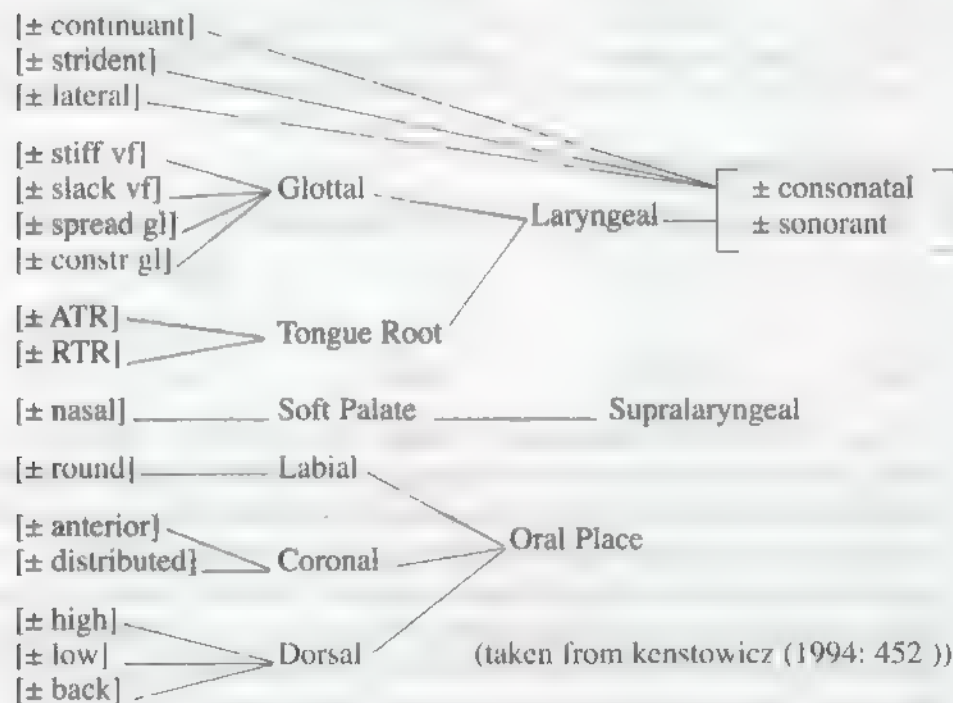 [± continuant]
[± strident]
[± lateral]
[± stiff vf]
[± slack vf] Glottal ± consonatal
[± spread gl] Laryngeal ± sonorant
[± constr gl]
[± ATR]
[± RTR] Tongue Root
[± nasal] Soft Palate Supralaryngeal
[± round] Labial
[± anterior] Oral Place
[± distributed] Coronal
[± high]
[± low] Dorsal (taken from kenstowicz (1994: 452 ))
[± back]